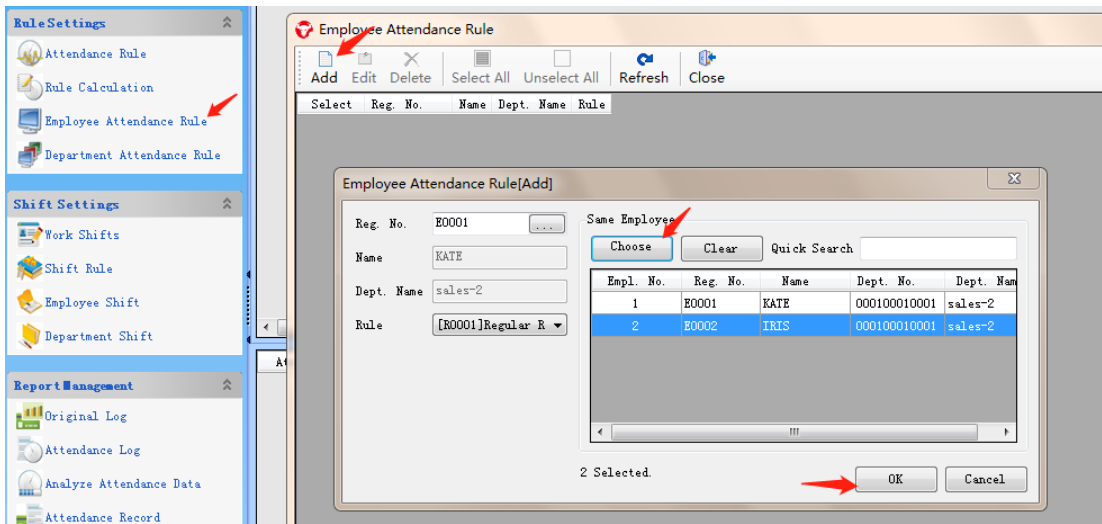 Rule Settings
Attendance Rule
Rule Calculation
Employee Attendance Rule
Department Attendance Rule
Shift Settings
Work Shifts
Shift Rule
Employee Shift
Department Shift
Report Management
Original Log
Attendance Log
Analyze Attendance Data
Attendance Record
Employee Attendance Rule
Add Edit Delete Select All Unselect All Refresh Close
Select Reg. No. Name Dept. Name Rule
At
Employee Attendance Rule[Add]
Reg. No. E0001 ...
Name KATE
Dept. Name sales-2
Rule [R0001]Regular R
Same Employee
Choose Clear Quick Search
Empl. No. Reg. No. Name Dept. No. Dept. Nam
1 E0001 KATE 000100010001 sales-2
2 E0002 IRIS 000100010001 sales-2
2 Selected.
OK Cancel